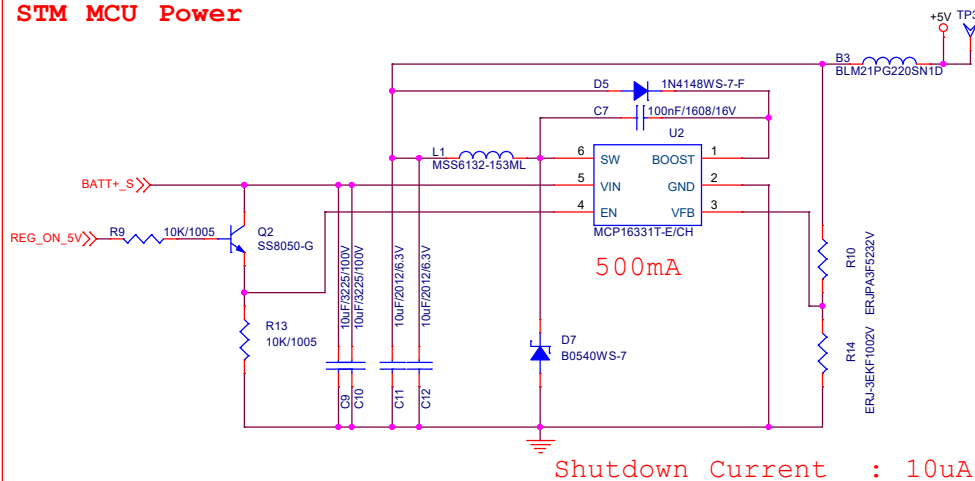 STM MCU Power
+5V TP3
B3
BLM21PG220SN1D
D5 1N4148WS-7-F
C7 100nF/1608/16V
U2
L1
MSS6132-153ML
6 SW BOOST 1
5 VIN GND 2
4 EN VFB 3
MCP16331T-E/CH
500mA
BATT+_S
REG_ON_5V R9 10K/1005
Q2
SS8050-G
R13
10K/1005
10uF/3225/100V
10uF/3225/100V
10uF/2012/6.3V
10uF/2012/6.3V
C9
C10
C11
C12
D7
B0540WS-7
R10
ERJPA3F5232V
R14
ERJ-3EKF1002V
Shutdown Current : 10uA